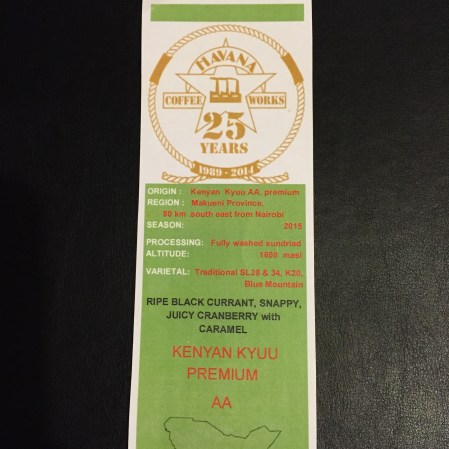 HAVANA
COFFEE WORKS
25
YEARS
1989 - 2014
ORIGIN : Kenyan Kyuu AA, premium
REGION : Makueni Province,
80 km south east from Nairobi
SEASON: 2015
PROCESSING: Fully washed sundried
ALTITUDE: 1600 masl
VARIETAL: Traditional SL28 & 34, K20,
Blue Mountain
RIPE BLACK CURRANT, SNAPPY,
JUICY CRANBERRY with
CARAMEL
KENYAN KYUU
PREMIUM
AA